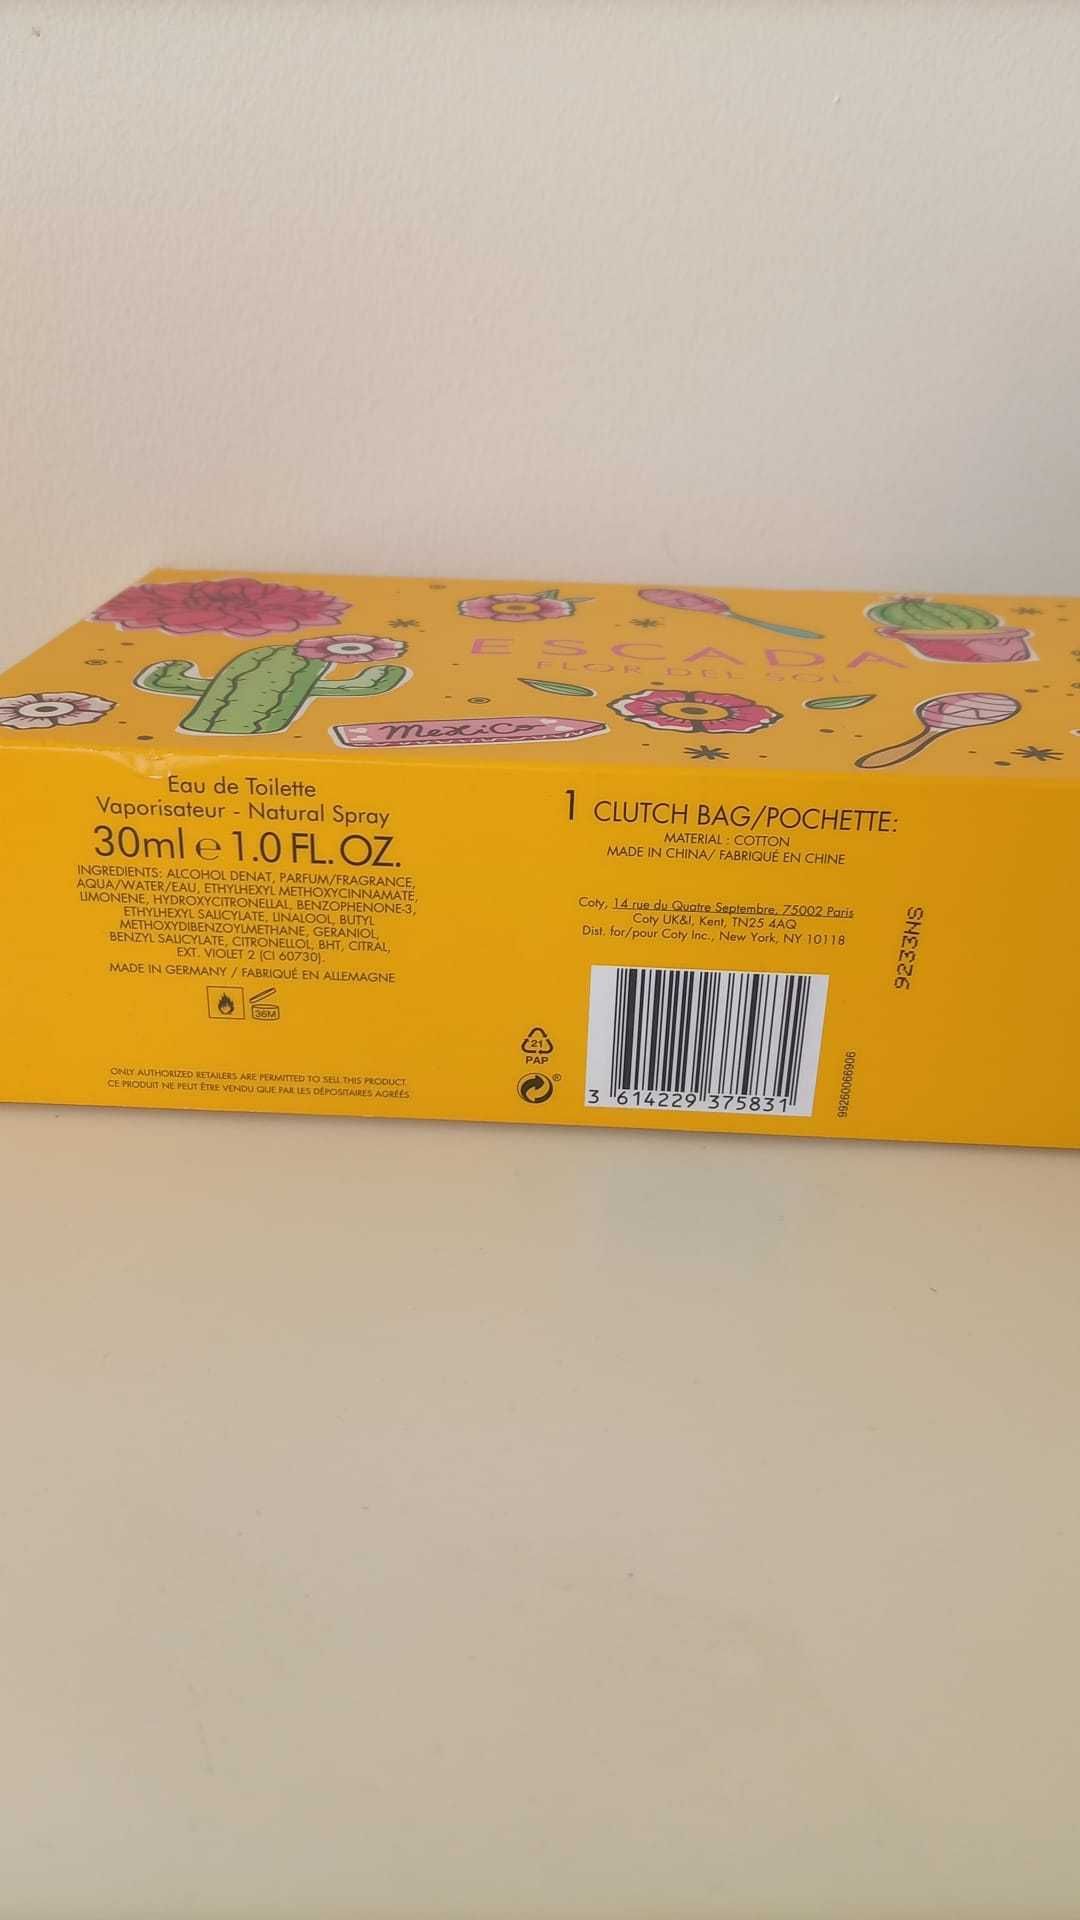 ESCADA
FLOR DEL SOL
Mexico
Eau de Toilette
Vaporisateur - Natural Spray
30ml e 1.0 FL. OZ.
INGREDIENTS: ALCOHOL DENAT, PARFUM/FRAGRANCE,
AQUA/WATER/EAU, ETHYLHEXYL METHOXYCINNAMATE,
LIMONENE, HYDROXYCITRONELLAL, BENZOPHENONE-3,
ETHYLHEXYL SALICYLATE, LINALOOL, BUTYL
METHOXYDIBENZOYLMETHANE, GERANIOL,
BENZYL SALICYLATE, CITRONELLOL, BHT, CITRAL,
EXT. VIOLET 2 (CI 60730).
MADE IN GERMANY / FABRIQUÉ EN ALLEMAGNE
36M
ONLY AUTHORIZED RETAILERS ARE PERMITTED TO SELL THIS PRODUCT.
CE PRODUIT NE PEUT ÊTRE VENDU QUE PAR LES DÉPOSITAIRES AGRÉÉS
1 CLUTCH BAG/POCHETTE:
MATERIAL : COTTON
MADE IN CHINA/ FABRIQUÉ EN CHINE
Coty, 14 rue du Quatre Septembre, 75002 Paris
Coty UK&I, Kent, TN25 4AQ
Dist. for/pour Coty Inc., New York, NY 10118
21
PAP
®
3 614229 375831
9233NS
99260066906